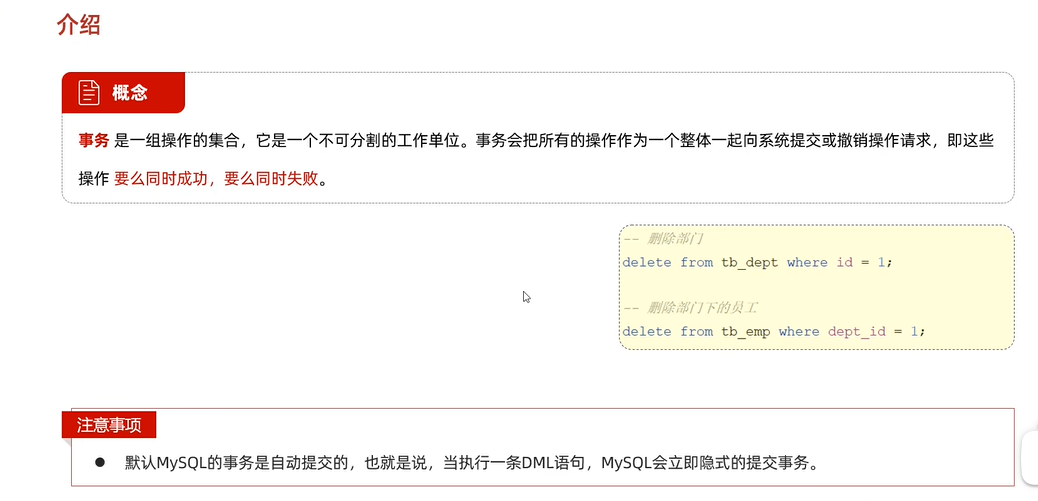 介绍
概念
事务 是一组操作的集合，它是一个不可分割的工作单位。事务会把所有的操作作为一个整体一起向系统提交或撤销操作请求，即这些
操作 要么同时成功，要么同时失败。
-- 删除部门
delete from tb_dept where id = 1;
-- 删除部门下的员工
delete from tb_emp where dept_id = 1;
注意事项
● 默认MySQL的事务是自动提交的，也就是说，当执行一条DML语句，MySQL会立即隐式的提交事务。